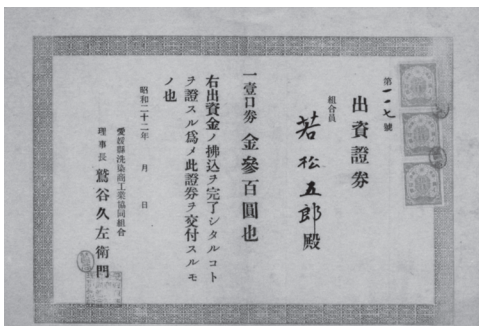 第一一七號
出資證券
組合員
若松五郎殿
一壹口券 金參百圓也
右出資金ノ拂込ヲ完了シタルコト
ヲ證スル爲メ此證券ヲ交付スルモ
ノ也
昭和二十二年 月 日
愛媛縣洗染商工業協同組合
理事長 鷲谷久左衞門